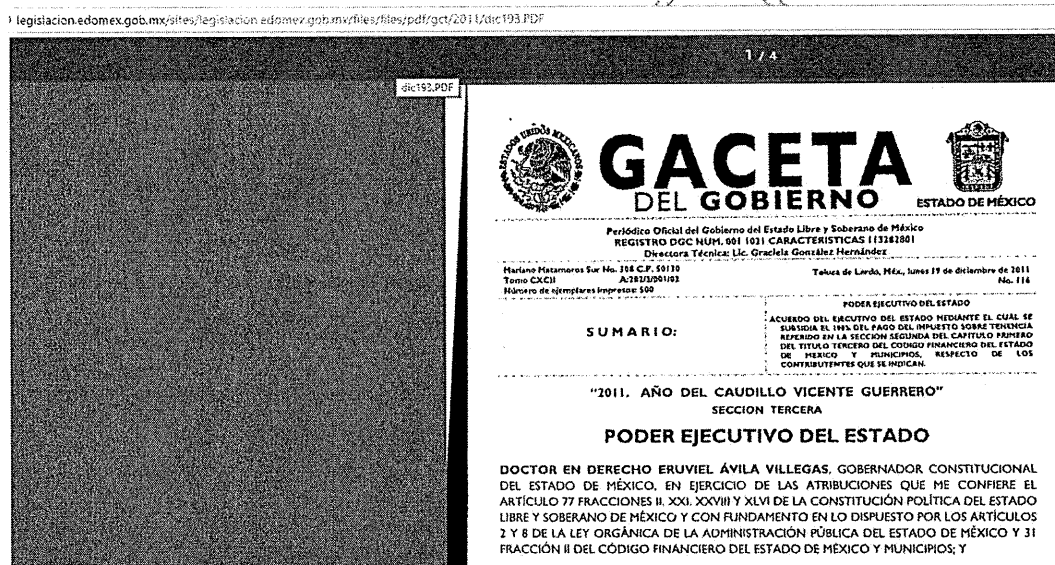 legislacion.edomex.gob.mx/sites/legislacion.edomex.gob.mx/files/files/pdf/gct/2011/dic193.PDF
1 / 4
dic193.PDF
ESTADOS UNIDOS MEXICANOS
GACETA
DEL GOBIERNO
ESTADO DE MÉXICO
Periódico Oficial del Gobierno del Estado Libre y Soberano de México
REGISTRO DGC NUM. 001 1021 CARACTERISTICAS 113282801
Directora Técnica: Lic. Graciela González Hernández
Mariano Matamoros Sur No. 308 C.P. 50130
Tomo CXCII A:202/3/001/02
Número de ejemplares impresos: 500
Toluca de Lerdo, Méx., lunes 19 de diciembre de 2011
No. 116
SUMARIO:
PODER EJECUTIVO DEL ESTADO
ACUERDO DEL EJECUTIVO DEL ESTADO MEDIANTE EL CUAL SE
SUBSIDIA EL DEL PAGO DEL IMPUESTO SOBRE TENENCIA
REFERIDO EN LA SECCION SEGUNDA DEL CAPITULO PRIMERO
DEL TITULO TERCERO DEL CODIGO FINANCIERO DEL ESTADO
DE MEXICO Y MUNICIPIOS, RESPECTO DE LOS
CONTRIBUYENTES QUE SE INDICAN.
"2011. AÑO DEL CAUDILLO VICENTE GUERRERO"
SECCION TERCERA
PODER EJECUTIVO DEL ESTADO
DOCTOR EN DERECHO ERUVIEL ÁVILA VILLEGAS, GOBERNADOR CONSTITUCIONAL
DEL ESTADO DE MÉXICO, EN EJERCICIO DE LAS ATRIBUCIONES QUE ME CONFIERE EL
ARTÍCULO 77 FRACCIONES II, XXI, XXVIII Y XLVI DE LA CONSTITUCIÓN POLÍTICA DEL ESTADO
LIBRE Y SOBERANO DE MÉXICO Y CON FUNDAMENTO EN LO DISPUESTO POR LOS ARTÍCULOS
2 Y 8 DE LA LEY ORGÁNICA DE LA ADMINISTRACIÓN PÚBLICA DEL ESTADO DE MÉXICO Y 31
FRACCIÓN II DEL CÓDIGO FINANCIERO DEL ESTADO DE MÉXICO Y MUNICIPIOS; Y